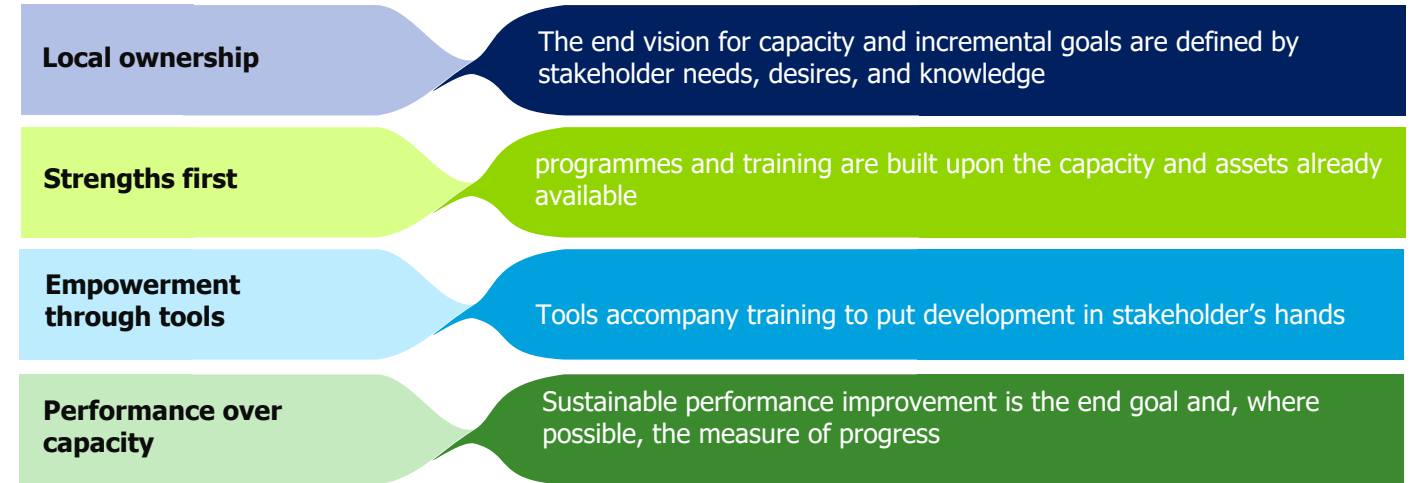 Local ownership
The end vision for capacity and incremental goals are defined by
stakeholder needs, desires, and knowledge
Strengths first
programmes and training are built upon the capacity and assets already
available
Empowerment
through tools
Tools accompany training to put development in stakeholder’s hands
Performance over
capacity
Sustainable performance improvement is the end goal and, where
possible, the measure of progress